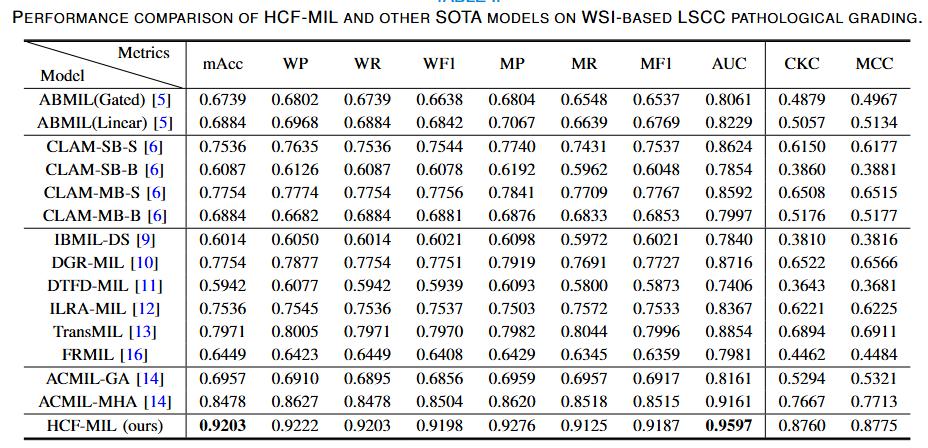 TABLE II
PERFORMANCE COMPARISON OF HCF-MIL AND OTHER SOTA MODELS ON WSI-BASED LSCC PATHOLOGICAL GRADING.
Model Metrics mAcc WP WR WF1 MP MR MF1 AUC CKC MCC
ABMIL(Gated) [5] 0.6739 0.6802 0.6739 0.6638 0.6804 0.6548 0.6537 0.8061 0.4879 0.4967
ABMIL(Linear) [5] 0.6884 0.6968 0.6884 0.6842 0.7067 0.6639 0.6769 0.8229 0.5057 0.5134
CLAM-SB-S [6] 0.7536 0.7635 0.7536 0.7544 0.7740 0.7431 0.7537 0.8624 0.6150 0.6177
CLAM-SB-B [6] 0.6087 0.6126 0.6087 0.6078 0.6192 0.5962 0.6048 0.7854 0.3860 0.3881
CLAM-MB-S [6] 0.7754 0.7774 0.7754 0.7756 0.7841 0.7709 0.7767 0.8592 0.6508 0.6515
CLAM-MB-B [6] 0.6884 0.6682 0.6884 0.6881 0.6876 0.6833 0.6853 0.7997 0.5176 0.5177
IBMIL-DS [9] 0.6014 0.6050 0.6014 0.6021 0.6098 0.5972 0.6021 0.7840 0.3810 0.3816
DGR-MIL [10] 0.7754 0.7877 0.7754 0.7751 0.7919 0.7691 0.7727 0.8716 0.6522 0.6566
DTFD-MIL [11] 0.5942 0.6077 0.5942 0.5939 0.6093 0.5800 0.5873 0.7406 0.3643 0.3681
ILRA-MIL [12] 0.7536 0.7545 0.7536 0.7537 0.7503 0.7572 0.7533 0.8367 0.6221 0.6225
TransMIL [13] 0.7971 0.8005 0.7971 0.7970 0.7982 0.8044 0.7996 0.8854 0.6894 0.6911
FRMIL [16] 0.6449 0.6423 0.6449 0.6408 0.6429 0.6345 0.6359 0.7981 0.4462 0.4484
ACMIL-GA [14] 0.6957 0.6910 0.6895 0.6856 0.6959 0.6957 0.6917 0.8161 0.5294 0.5321
ACMIL-MHA [14] 0.8478 0.8627 0.8478 0.8504 0.8620 0.8518 0.8515 0.9161 0.7667 0.7713
HCF-MIL (ours) 0.9203 0.9222 0.9203 0.9198 0.9276 0.9125 0.9187 0.9597 0.8760 0.8775